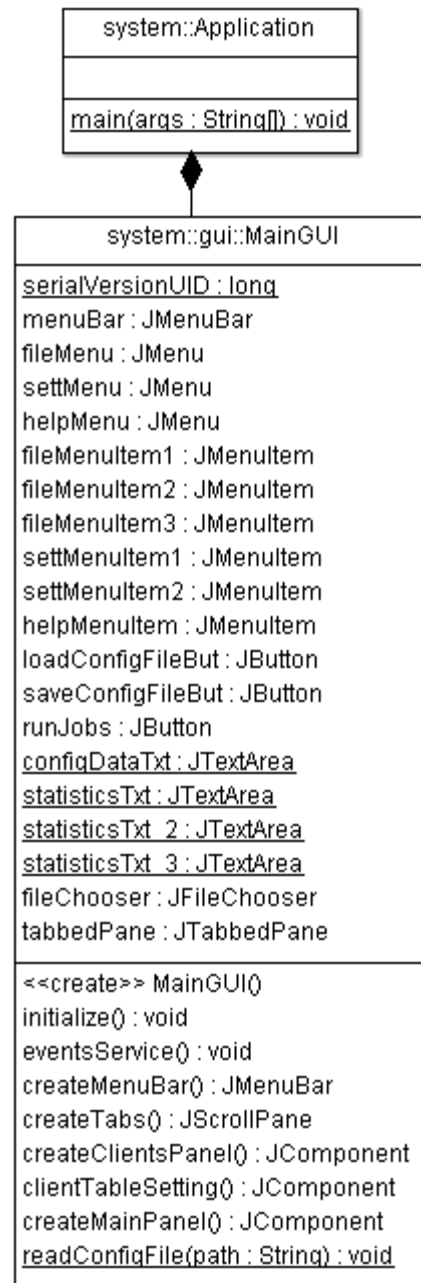 system::Application
main(args : String[]) : void
system::gui::MainGUI
serialVersionUID : long
menuBar : JMenuBar
fileMenu : JMenu
settMenu : JMenu
helpMenu : JMenu
fileMenuItem1 : JMenuItem
fileMenuItem2 : JMenuItem
fileMenuItem3 : JMenuItem
settMenuItem1 : JMenuItem
settMenuItem2 : JMenuItem
helpMenuItem : JMenuItem
loadConfigFileBut : JButton
saveConfigFileBut : JButton
runJobs : JButton
configDataTxt : JTextArea
statisticsTxt : JTextArea
statisticsTxt_2 : JTextArea
statisticsTxt_3 : JTextArea
fileChooser : JFileChooser
tabbedPane : JTabbedPane
<<create>> MainGUI()
initialize() : void
eventsService() : void
createMenuBar() : JMenuBar
createTabs() : JScrollPane
createClientsPanel() : JComponent
clientTableSetting() : JComponent
createMainPanel() : JComponent
readConfigFile(path : String) : void